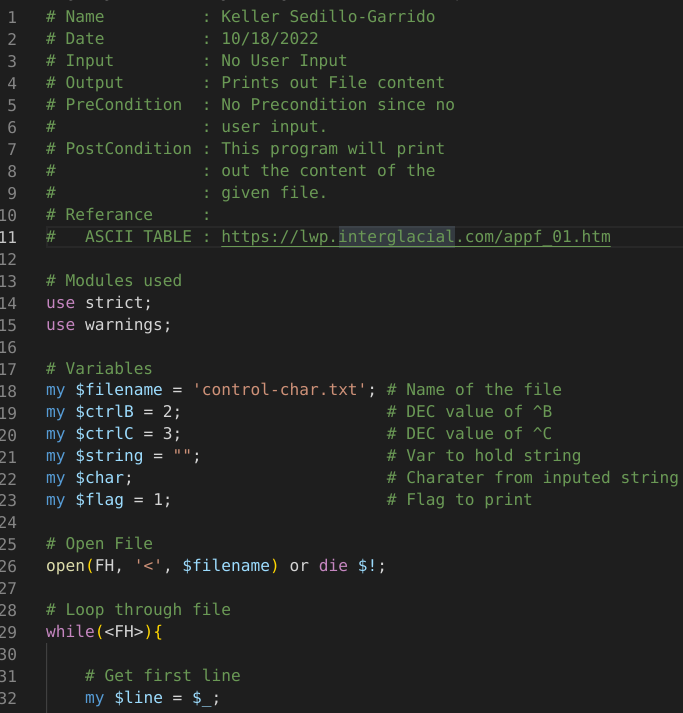 1 # Name          : Keller Sedillo-Garrido
2 # Date          : 10/18/2022
3 # Input         : No User Input
4 # Output        : Prints out File content
5 # PreCondition  : No Precondition since no
6 #               : user input.
7 # PostCondition : This program will print
8 #               : out the content of the
9 #               : given file.
10 # Referance     :
11 #   ASCII TABLE : https://lwp.interglacial.com/appf_01.htm
12
13 # Modules used
14 use strict;
15 use warnings;
16
17 # Variables
18 my $filename = 'control-char.txt'; # Name of the file
19 my $ctrlB = 2;                     # DEC value of ^B
20 my $ctrlC = 3;                     # DEC value of ^C
21 my $string = "";                   # Var to hold string
22 my $char;                          # Charater from inputed string
23 my $flag = 1;                      # Flag to print
24
25 # Open File
26 open(FH, '<', $filename) or die $!;
27
28 # Loop through file
29 while(<FH>){
30
31     # Get first line
32     my $line = $_;